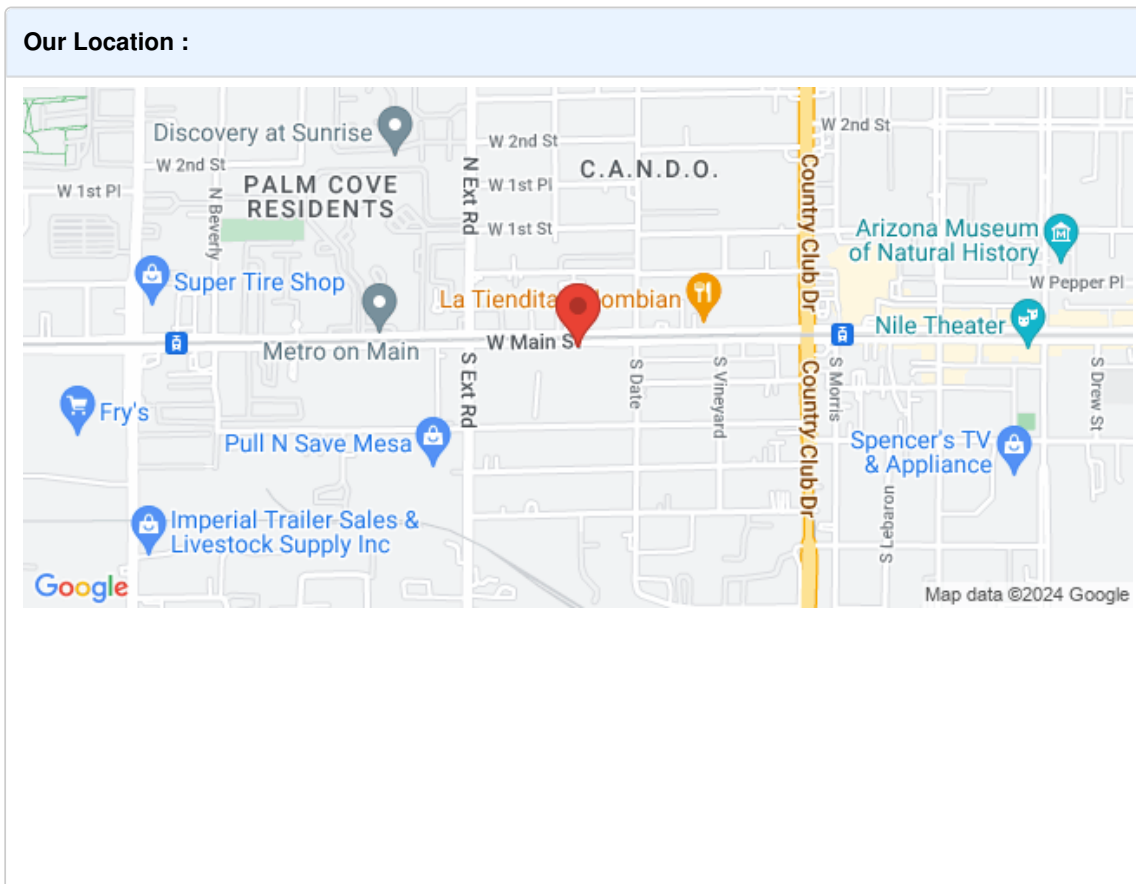 Our Location :
Discovery at Sunrise
W 2nd St
W 2nd St
W 2nd St
C.A.N.D.O.
W 1st Pl
W 1st Pl
PALM COVE
RESIDENTS
N Beverly
N Ext Rd
W 1st St
Country Club Dr
Arizona Museum
of Natural History
W Pepper Pl
Super Tire Shop
La Tiendita
ombian
Nile Theater
W Main S
Metro on Main
S Ext Rd
S Date
S Vineyard
Country Club Dr
S Morris
S Drew St
Fry's
Pull N Save Mesa
Spencer's TV
& Appliance
Imperial Trailer Sales &
Livestock Supply Inc
S Lebaron
Google
Map data ©2024 Google